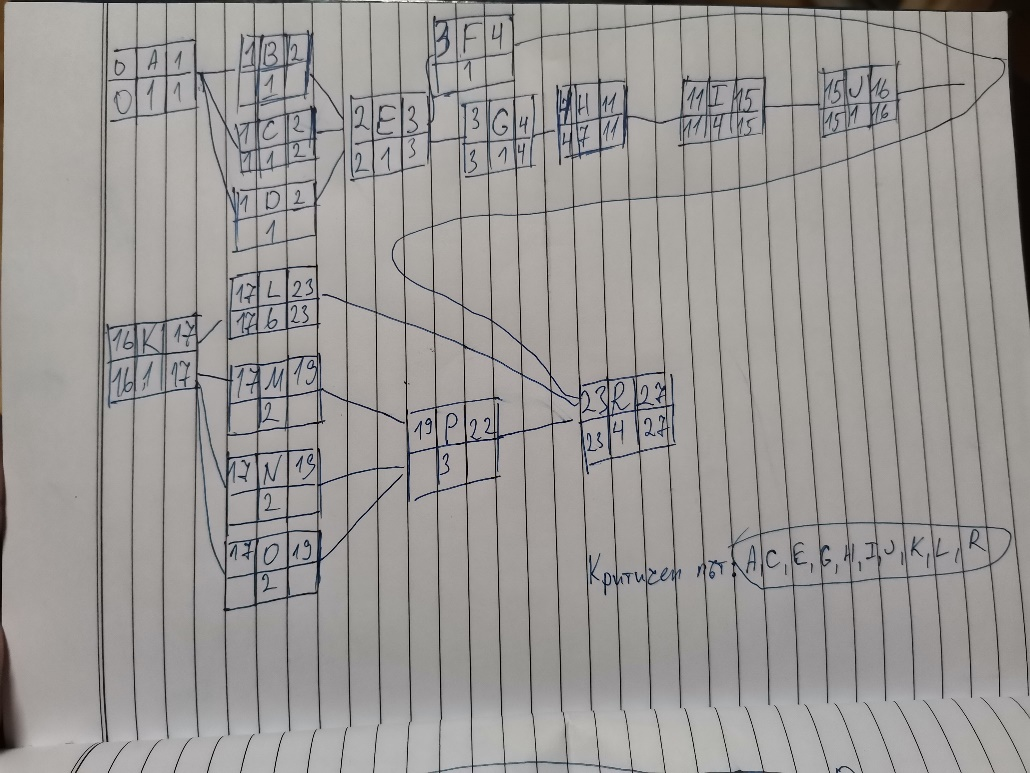 0 A 1
0 1 1
1 B 2
1
1 C 2
1 1 2
1 D 2
1
2 E 3
2 1 3
3 F 4
1
3 G 4
3 1 4
4 H 11
4 7 11
11 I 15
11 4 15
15 J 16
15 1 16
16 K 17
16 1 17
17 L 23
17 6 23
17 M 19
2
17 N 19
2
17 O 19
2
19 P 22
3
23 R 27
23 4 27
Критичен път: A, C, E, G, H, I, J, K, L, R